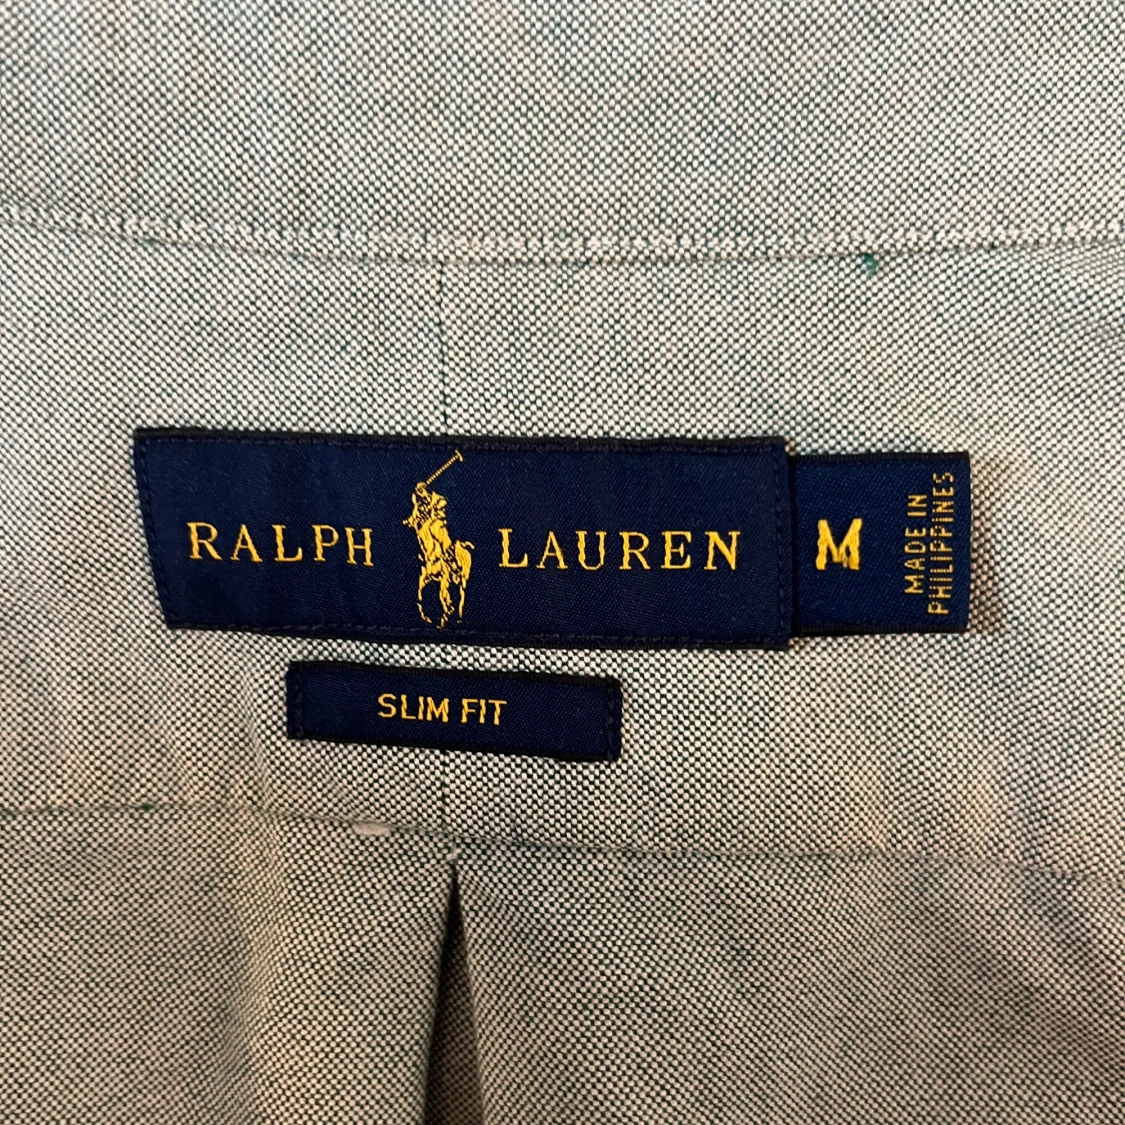 RALPH LAUREN
M
MADE IN
PHILIPPINES
SLIM FIT